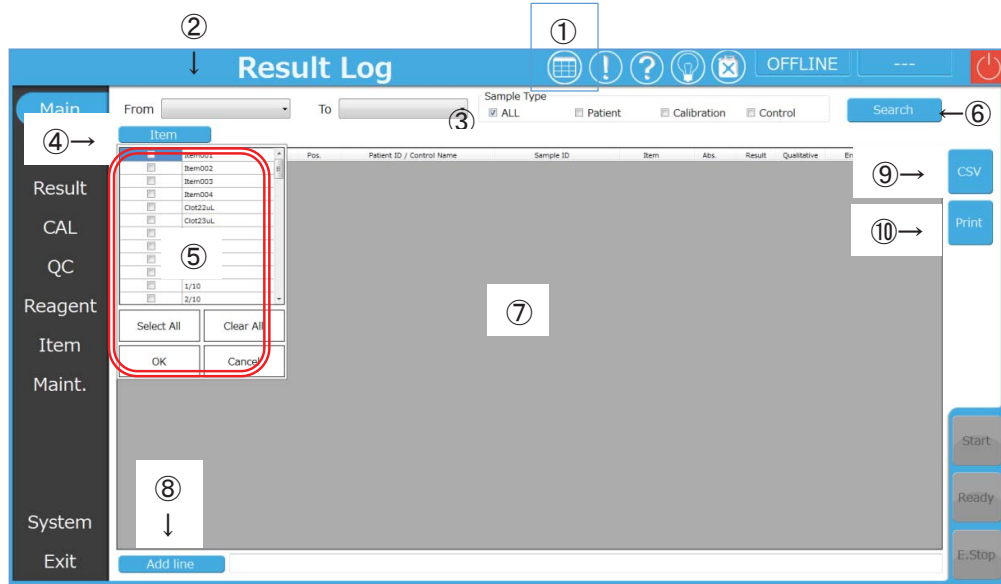 ② ①
↓ Result Log OFFLINE ---
Main From To ③ Sample Type
ALL Patient Calibration Control Search ←⑥
④→ Item
Item001 Pos. Patient ID / Control Name Sample ID Item Abs. Result Qualitative
Item002
Item003
Item004
Clot22uL
Clot23uL
⑤
1/10
2/10
Select All Clear All
OK Cancel
Result
CAL
QC
Reagent
Item
Maint.
System
Exit
⑦
⑨→ CSV
⑩→ Print
Start
Ready
E.Stop
⑧
↓
Add line